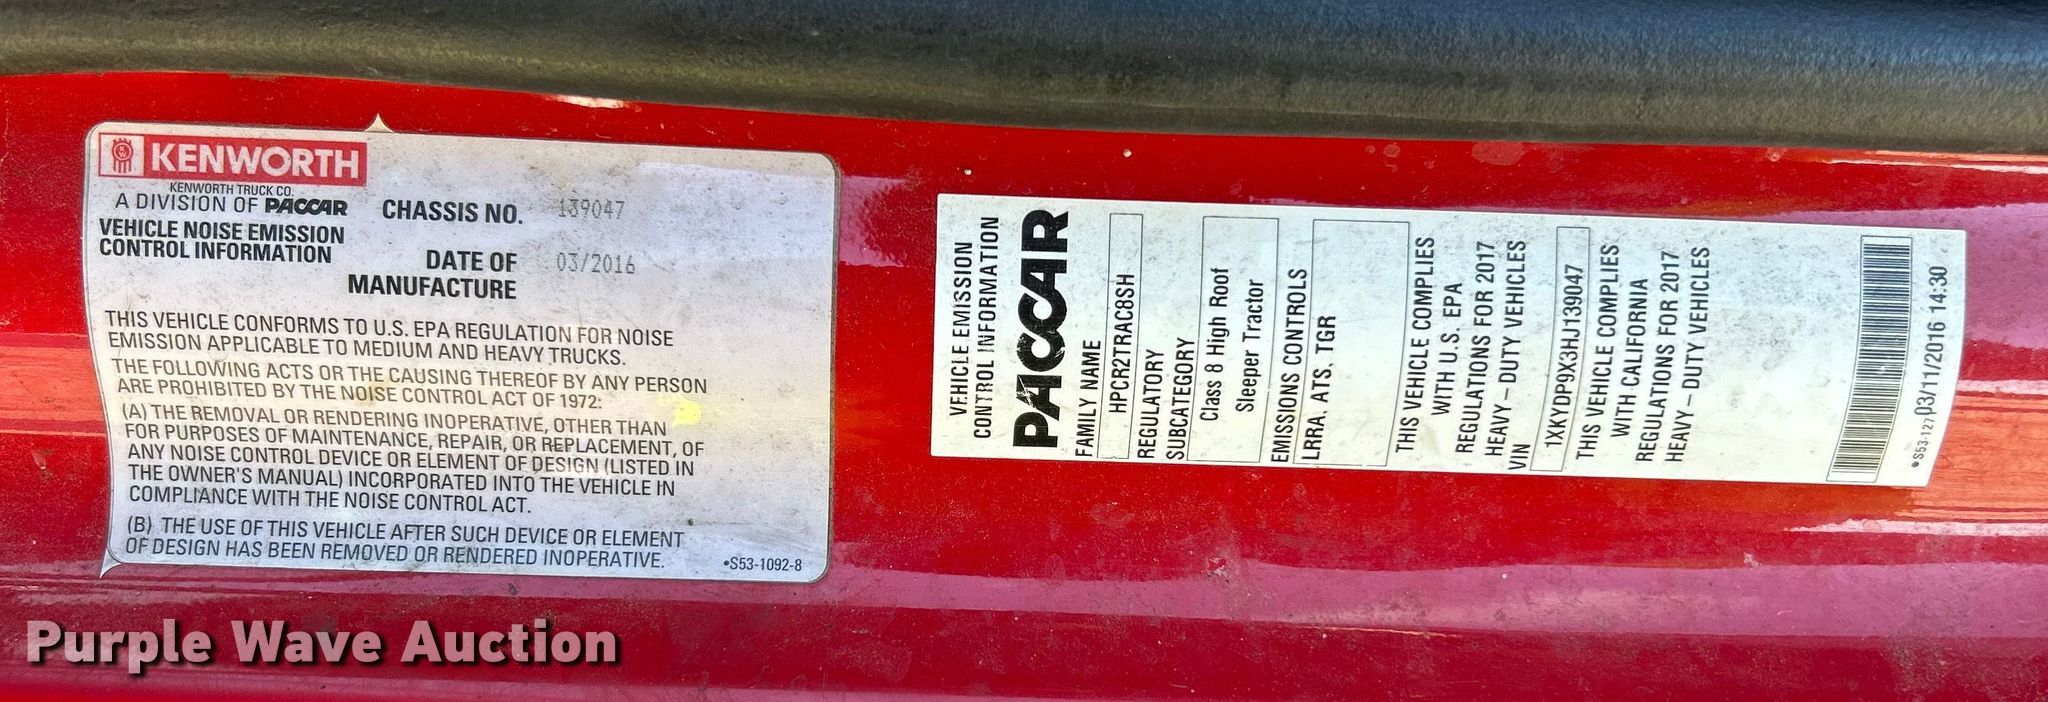 KENWORTH
KENWORTH TRUCK CO.
A DIVISION OF PACCAR
CHASSIS NO. 139047
VEHICLE NOISE EMISSION
CONTROL INFORMATION
DATE OF
MANUFACTURE
03/2016
THIS VEHICLE CONFORMS TO U.S. EPA REGULATION FOR NOISE
EMISSION APPLICABLE TO MEDIUM AND HEAVY TRUCKS.
THE FOLLOWING ACTS OR THE CAUSING THEREOF BY ANY PERSON
ARE PROHIBITED BY THE NOISE CONTROL ACT OF 1972:
(A) THE REMOVAL OR RENDERING INOPERATIVE, OTHER THAN
FOR PURPOSES OF MAINTENANCE, REPAIR, OR REPLACEMENT, OF
ANY NOISE CONTROL DEVICE OR ELEMENT OF DESIGN (LISTED IN
THE OWNER'S MANUAL) INCORPORATED INTO THE VEHICLE IN
COMPLIANCE WITH THE NOISE CONTROL ACT.
(B) THE USE OF THIS VEHICLE AFTER SUCH DEVICE OR ELEMENT
OF DESIGN HAS BEEN REMOVED OR RENDERED INOPERATIVE.
•S53-1092-8
VEHICLE EMISSION
CONTROL INFORMATION
PACCAR
FAMILY NAME
HPCR2TRAC8SH
REGULATORY
SUBCATEGORY
Class 8 High Roof
Sleeper Tractor
EMISSIONS CONTROLS
LRRA, ATS, TGR
THIS VEHICLE COMPLIES
WITH U.S. EPA
REGULATIONS FOR 2017
HEAVY-DUTY VEHICLES
VIN
1XKYDP9X3HJ139047
THIS VEHICLE COMPLIES
WITH CALIFORNIA
REGULATIONS FOR 2017
HEAVY-DUTY VEHICLES
•S53-127
03/11/2016 14:30
Purple Wave Auction